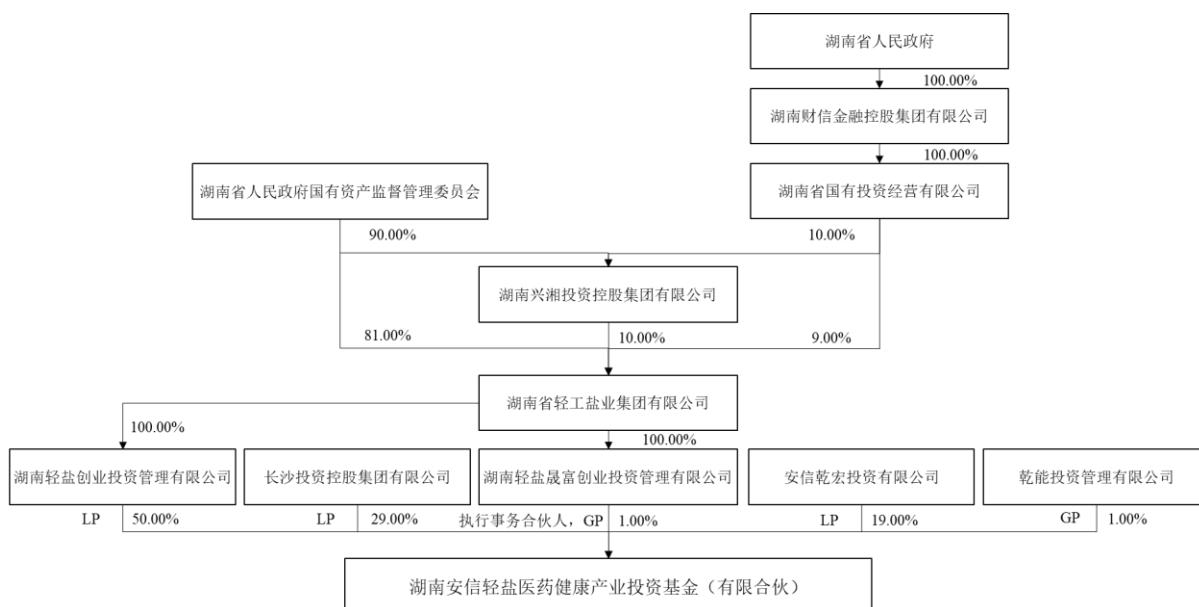 湖南省人民政府
100.00%
湖南财信金融控股集团有限公司
100.00%
湖南省人民政府国有资产监督管理委员会
湖南省国有投资经营有限公司
90.00%
10.00%
湖南兴湘投资控股集团有限公司
81.00%
10.00%
9.00%
湖南省轻工盐业集团有限公司
100.00%
100.00%
湖南轻盐创业投资管理有限公司
长沙投资控股集团有限公司
湖南轻盐晟富创业投资管理有限公司
安信乾宏投资有限公司
乾能投资管理有限公司
LP 50.00%
LP 29.00%
执行事务合伙人，GP 1.00%
LP 19.00%
GP 1.00%
湖南安信轻盐医药健康产业投资基金（有限合伙）